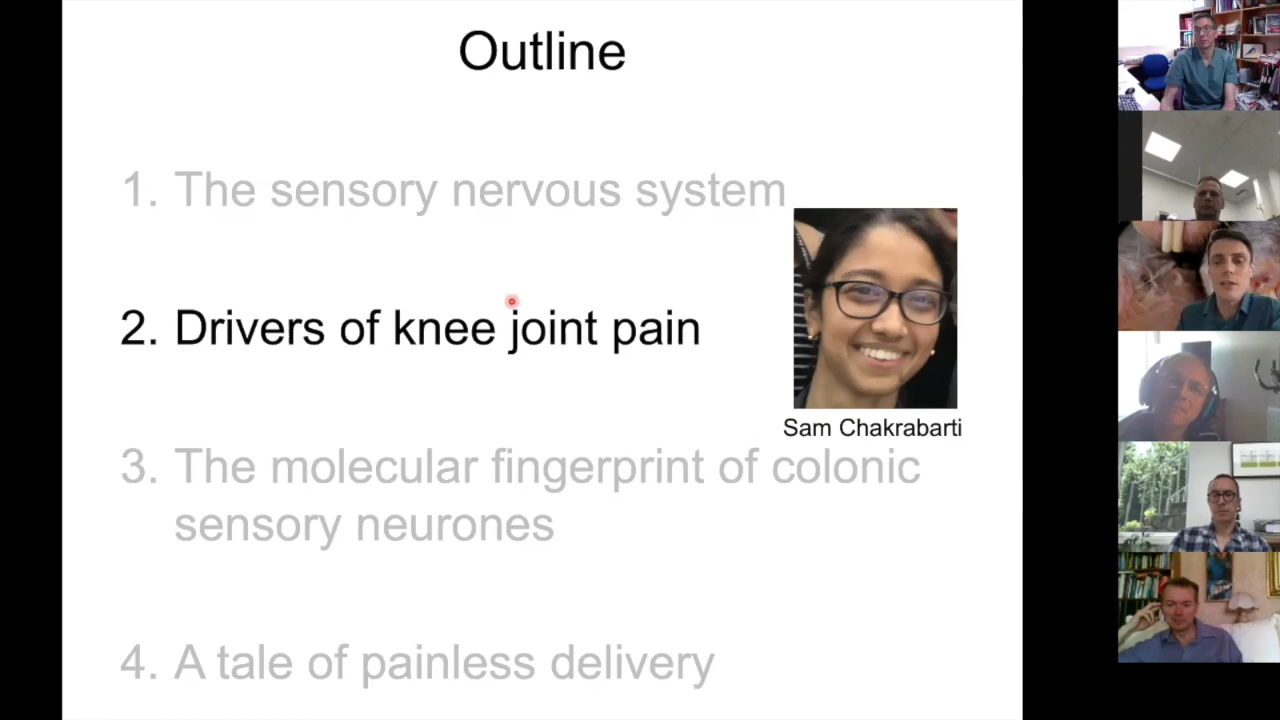 Outline
1. The sensory nervous system
2. Drivers of knee joint pain
Sam Chakrabarti
3. The molecular fingerprint of colonic
sensory neurones
4. A tale of painless delivery